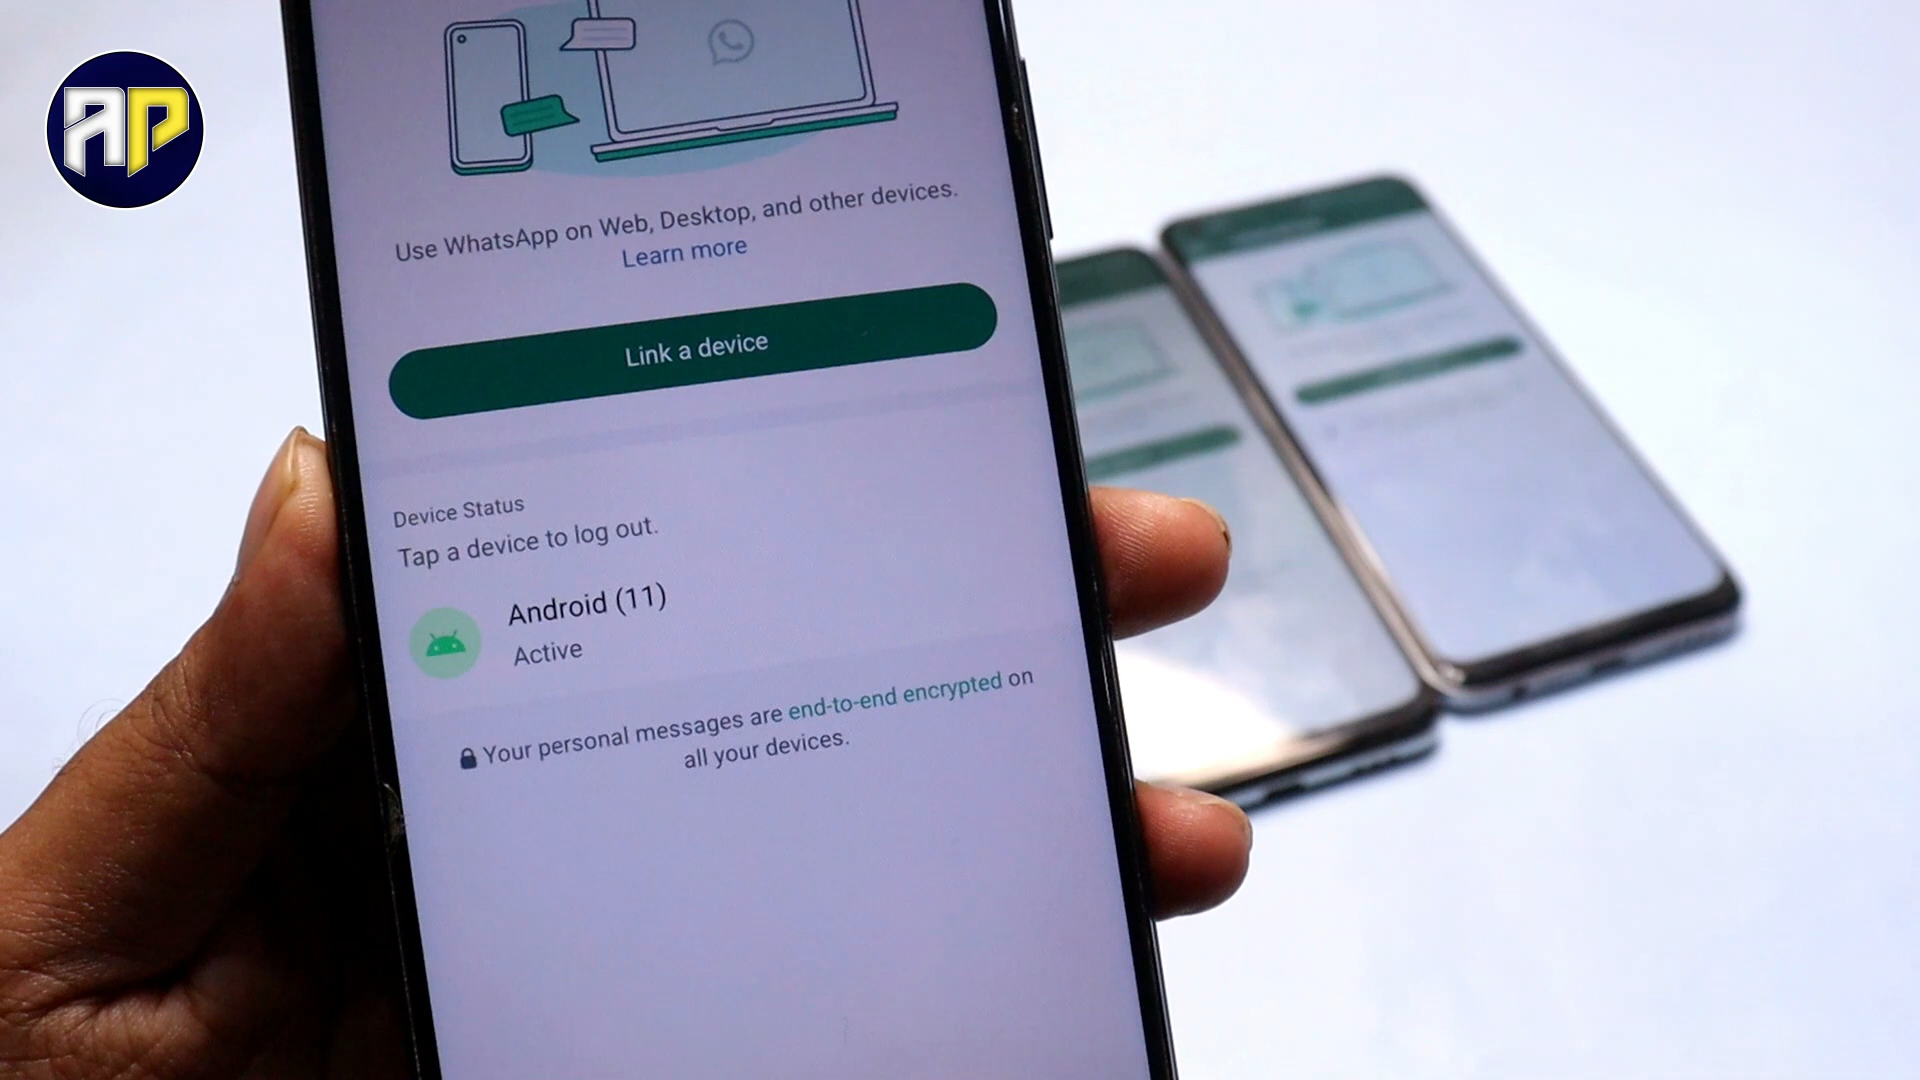 AP
Use WhatsApp on Web, Desktop, and other devices.
Learn more
Link a device
Device Status
Tap a device to log out.
Android (11)
Active
Your personal messages are end-to-end encrypted on
all your devices.